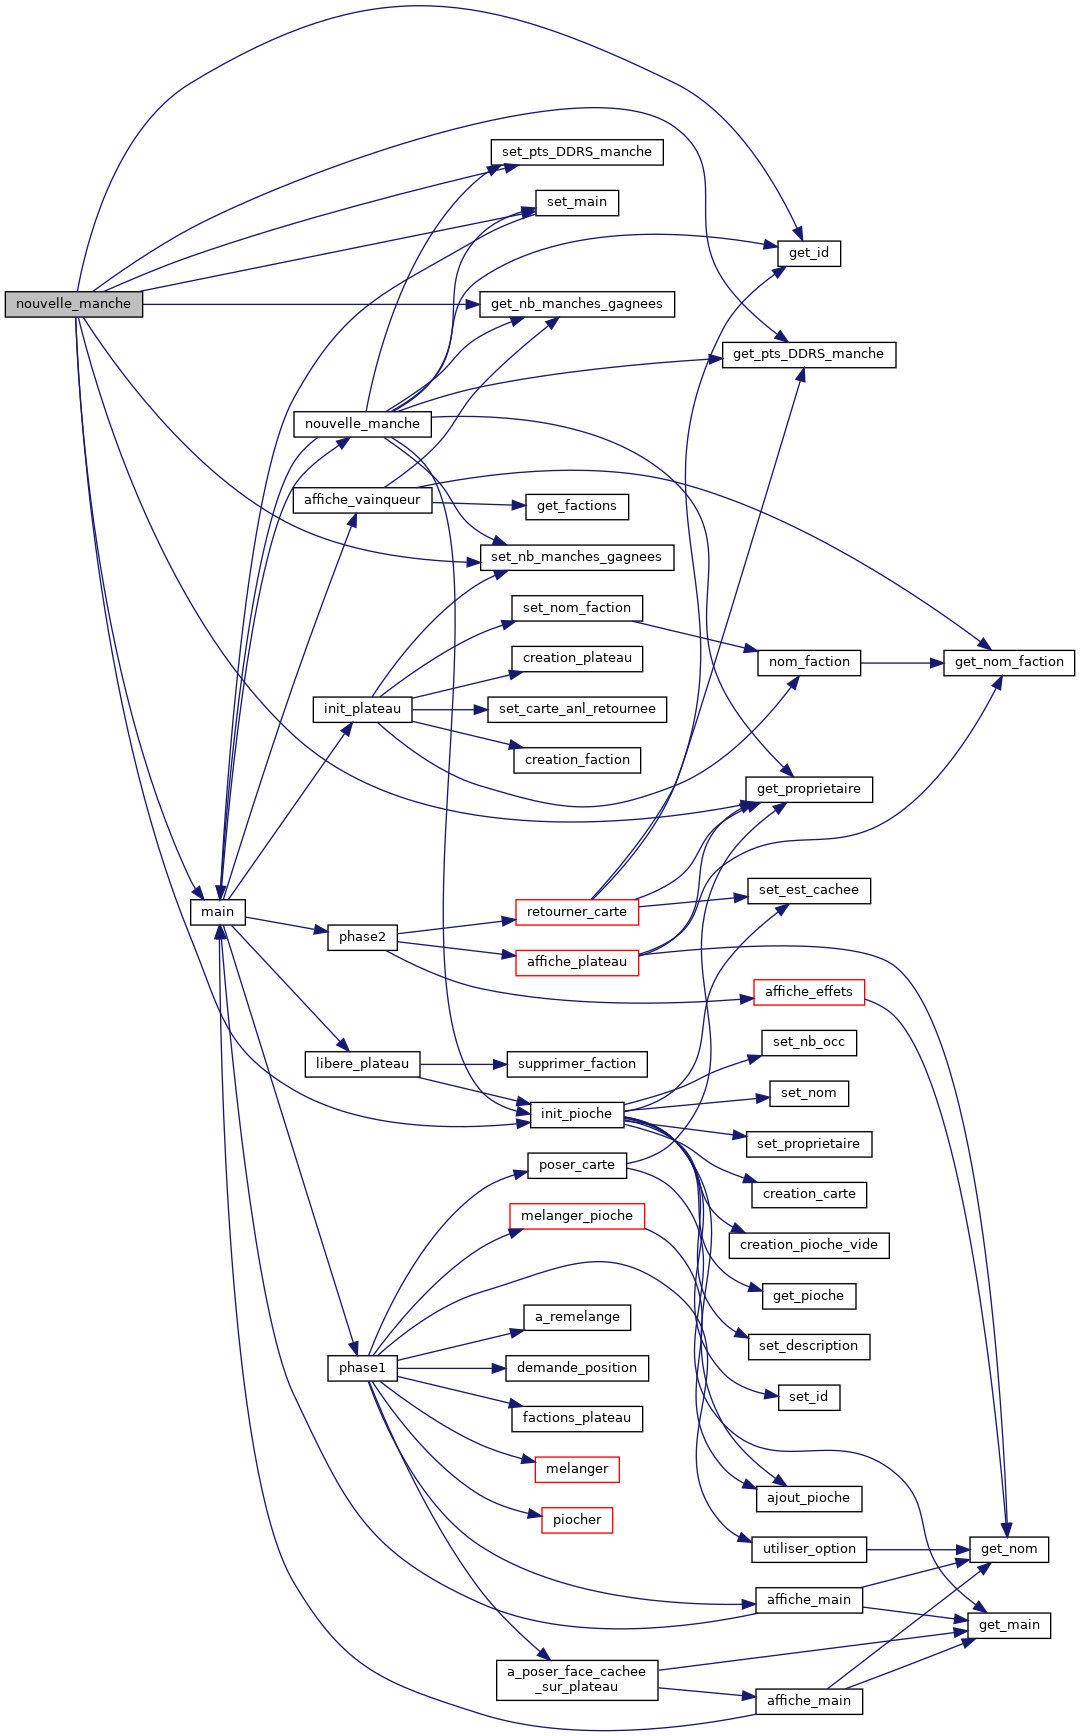 set_pts_DDRS_manche
set_main
get_id
nouvelle_manche
get_nb_manches_gagnees
get_pts_DDRS_manche
nouvelle_manche
affiche_vainqueur
get_factions
set_nb_manches_gagnees
set_nom_faction
creation_plateau
nom_faction
get_nom_faction
init_plateau
set_carte_anl_retournee
creation_faction
get_proprietaire
set_est_cachee
main
retourner_carte
phase2
affiche_plateau
affiche_effets
set_nb_occ
libere_plateau
supprimer_faction
set_nom
init_pioche
set_proprietaire
poser_carte
creation_carte
melanger_pioche
creation_pioche_vide
get_pioche
a_remelange
set_description
phase1
demande_position
set_id
factions_plateau
melanger
ajout_pioche
piocher
utiliser_option
get_nom
affiche_main
get_main
a_poser_face_cachee
_sur_plateau
affiche_main